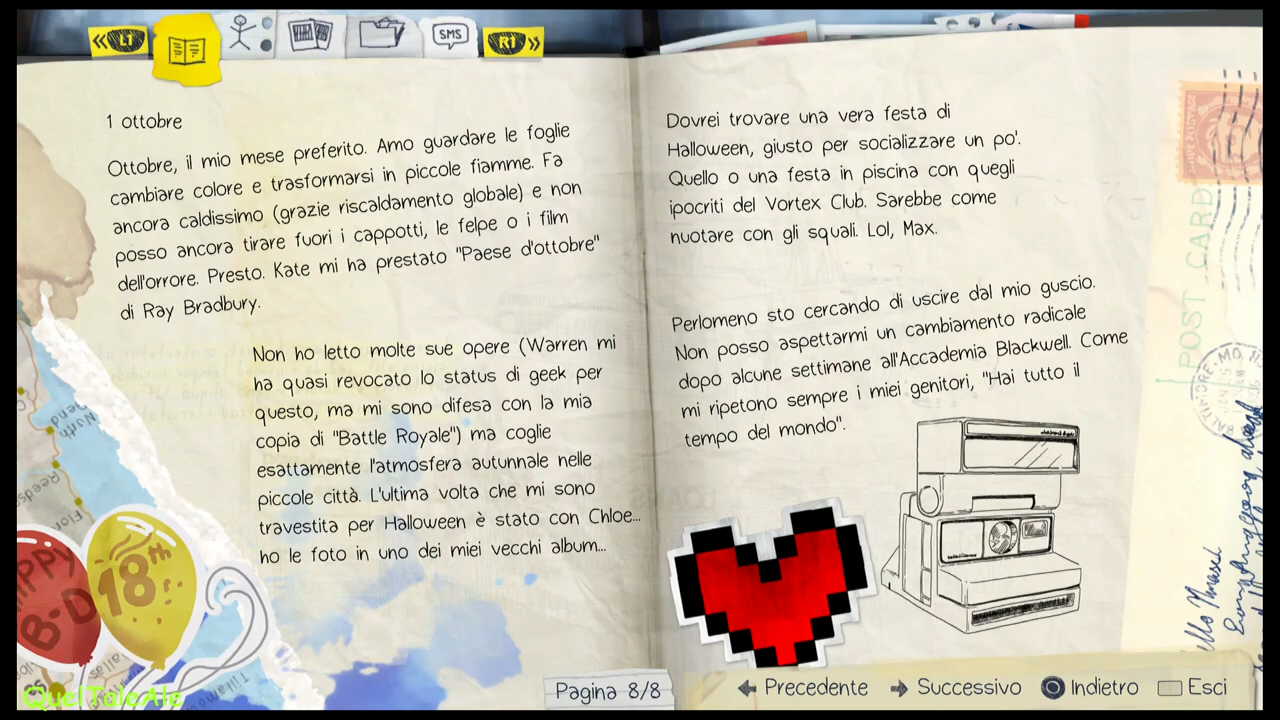 L1
SMS
R1
1 ottobre
Ottobre, il mio mese preferito. Amo guardare le foglie
cambiare colore e trasformarsi in piccole fiamme. Fa
ancora caldissimo (grazie riscaldamento globale) e non
posso ancora tirare fuori i cappotti, le felpe o i film
dell'orrore. Presto. Kate mi ha prestato "Paese d'ottobre"
di Ray Bradbury.
Non ho letto molte sue opere (Warren mi
ha quasi revocato lo status di geek per
questo, ma mi sono difesa con la mia
copia di "Battle Royale") ma coglie
esattamente l'atmosfera autunnale nelle
piccole città. L'ultima volta che mi sono
travestita per Halloween è stato con Chloe...
ho le foto in uno dei miei vecchi album...
Dovrei trovare una vera festa di
Halloween, giusto per socializzare un po'.
Quello o una festa in piscina con quegli
ipocriti del Vortex Club. Sarebbe come
nuotare con gli squali. Lol, Max.
Perlomeno sto cercando di uscire dal mio guscio.
Non posso aspettarmi un cambiamento radicale
dopo alcune settimane all'Accademia Blackwell. Come
mi ripetono sempre i miei genitori, "Hai tutto il
tempo del mondo".
POST CARD
HAPPY
B-D
18th
QuelTaleAle
Pagina 8/8
Precedente
Successivo
Indietro
Esci